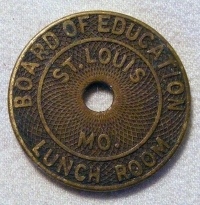 BOARD OF EDUCATION
ST. LOUIS
MO.
LUNCH ROOM